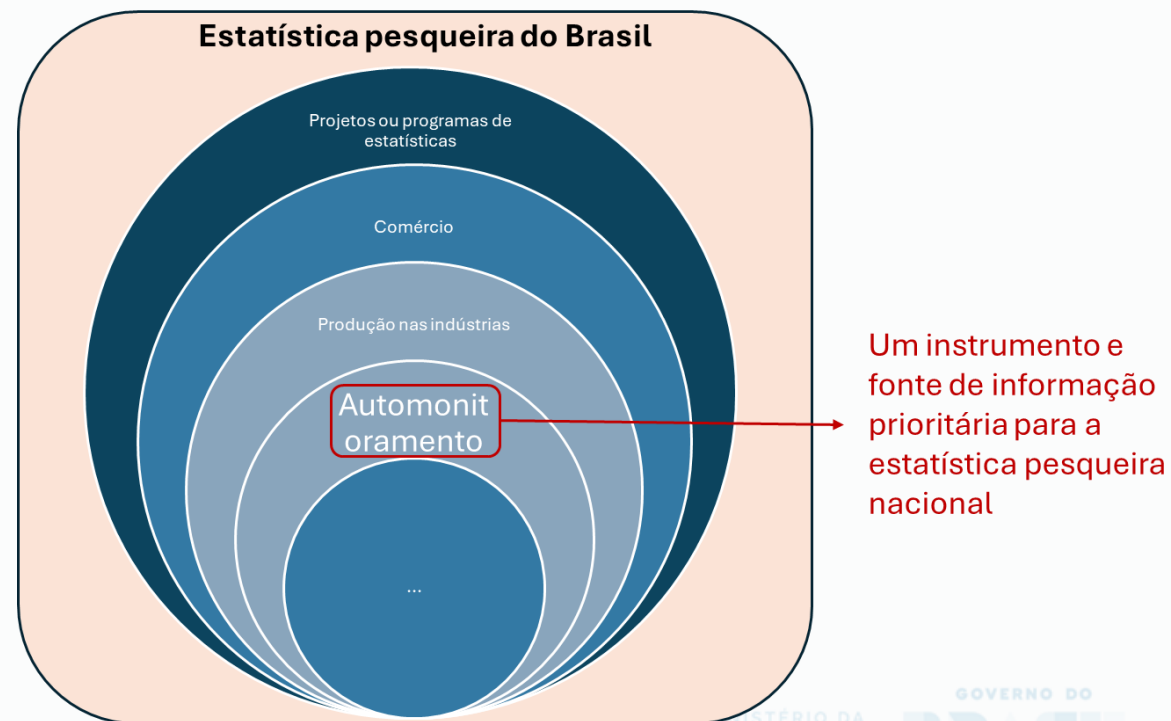 Estatística pesqueira do Brasil
Projetos ou programas de
estatísticas
Comércio
Produção nas indústrias
Automonit
oramento
...
Um instrumento e
fonte de informação
prioritária para a
estatística pesqueira
nacional
GOVERNO DO